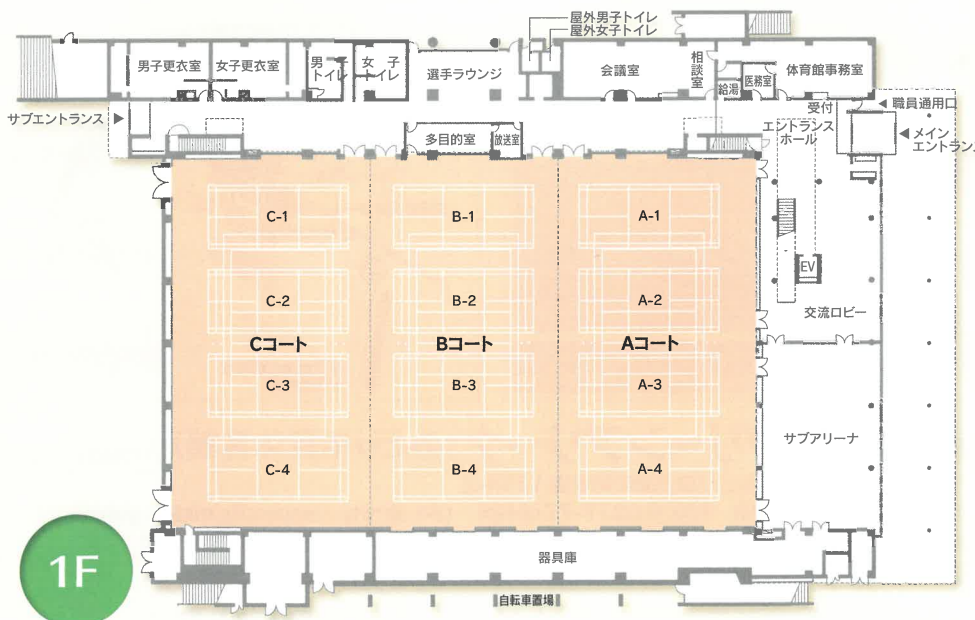 屋外男子トイレ
屋外女子トイレ
男子更衣室
女子更衣室
男子
トイレ
女子
トイレ
選手ラウンジ
会議室
相談室
給湯
医務室
体育館事務室
サブエントランス
多目的室
放送室
受付
エントランス
ホール
職員通用口
メイン
エントランス
C-1
B-1
A-1
C-2
B-2
A-2
EV
交流ロビー
Cコート
Bコート
Aコート
C-3
B-3
A-3
サブアリーナ
C-4
B-4
A-4
1F
器具庫
自転車置場